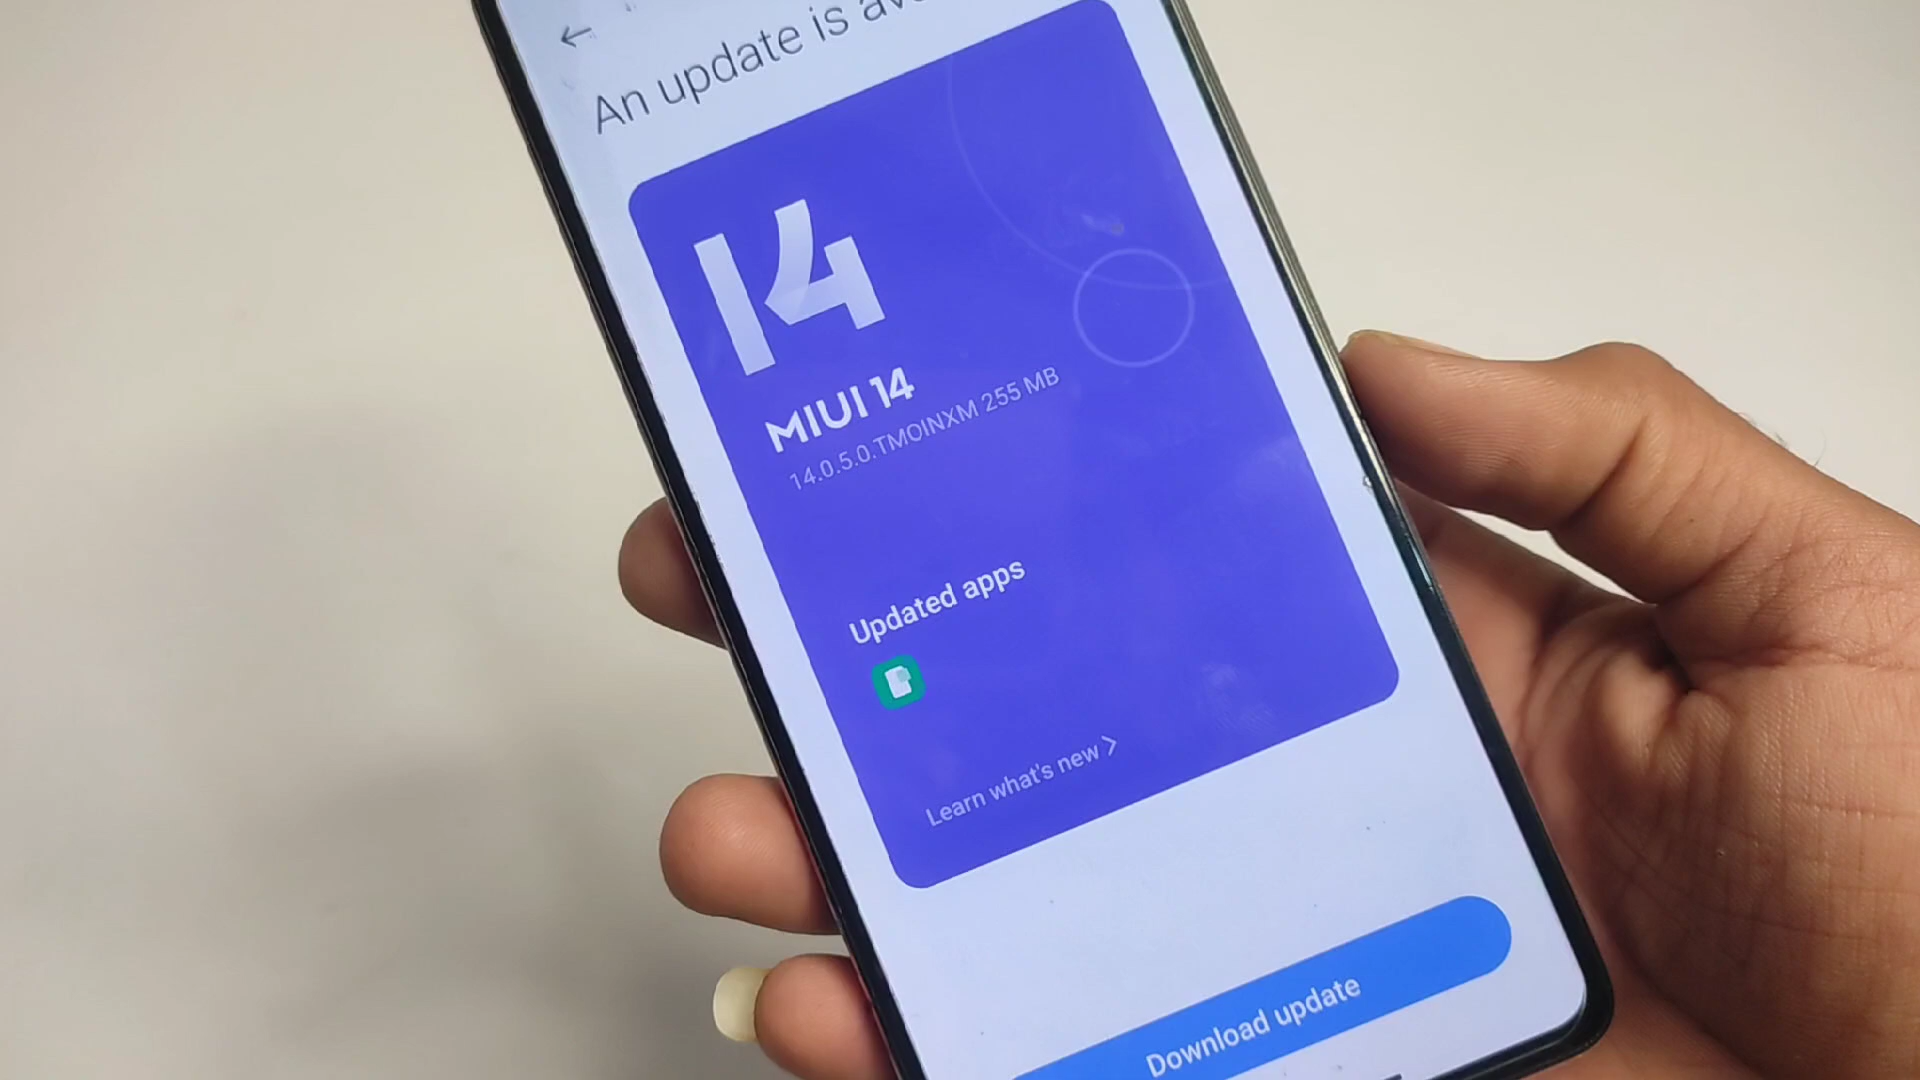 An update is
14
MIUI 14
14.0.5.0.TMOINXM 255 MB
Updated apps
Learn what's new >
Download update